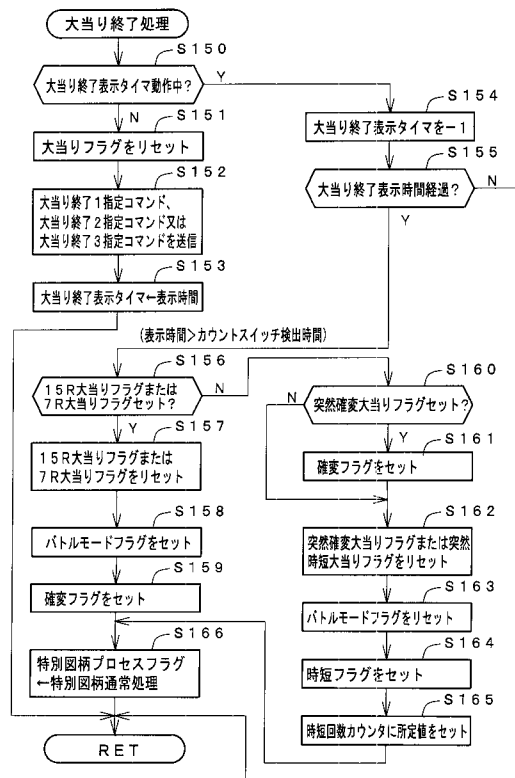 大当り終了処理
S150
大当り終了表示タイマ動作中?
Y
N
S151
大当りフラグをリセット
S152
大当り終了1指定コマンド、
大当り終了2指定コマンド又は
大当り終了3指定コマンドを送信
S153
大当り終了表示タイマ←表示時間
S154
大当り終了表示タイマを-1
S155
大当り終了表示時間経過?
N
Y
(表示時間>カウントスイッチ検出時間)
S156
15R大当りフラグまたは
7R大当りフラグセット?
N
Y
S157
15R大当りフラグまたは
7R大当りフラグをリセット
S158
バトルモードフラグをセット
S159
確変フラグをセット
S160
突然確変大当りフラグセット?
N
Y
S161
確変フラグをセット
S162
突然確変大当りフラグまたは突然
時短大当りフラグをリセット
S163
バトルモードフラグをリセット
S164
時短フラグをセット
S165
時短回数カウンタに所定値をセット
S166
特別図柄プロセスフラグ
←特別図柄通常処理
RET